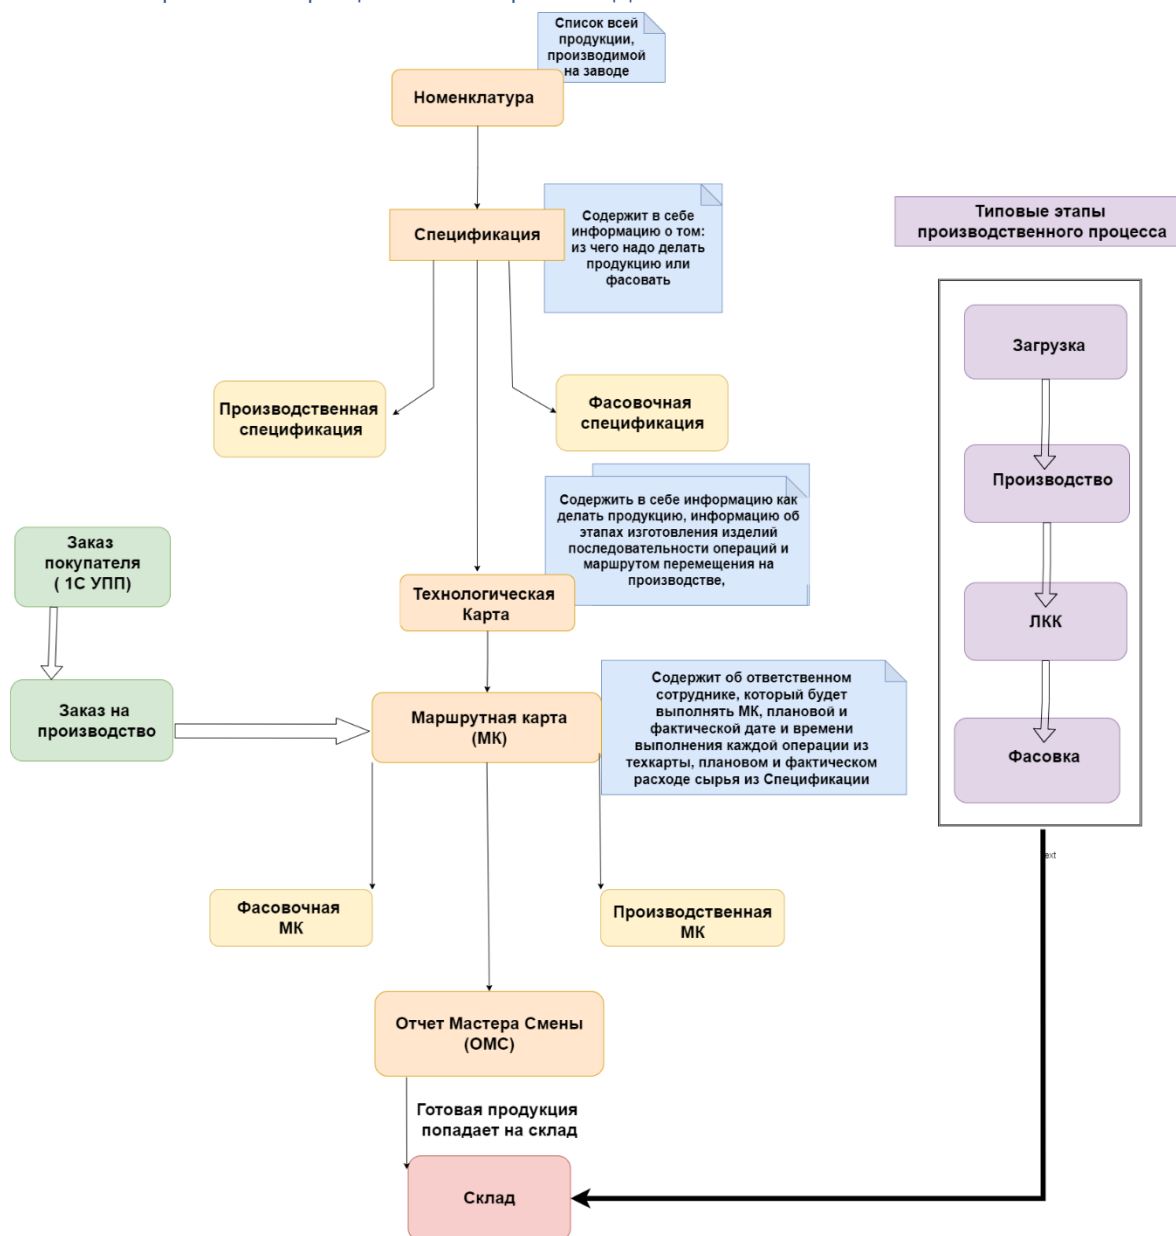 Список всей
продукции,
производимой
на заводе
Номенклатура
Содержит в себе
информацию о том:
из чего надо делать
продукцию или
фасовать
Спецификация
Типовые этапы
производственного процесса
Загрузка
Производственная
спецификация
Фасовочная
спецификация
Производство
Содержить в себе информацию как
делать продукцию, информацию об
этапах изготовления изделий
последовательности операций и
маршрутом перемещения на
производстве,
Заказ
покупателя
( 1С УПП)
Технологическая
Карта
ЛКК
Содержит об ответственном
сотруднике, который будет
выполнять МК, плановой и
фактической дате и времени
выполнения каждой операции из
техкарты, плановом и фактическом
расходе сырья из Спецификации
Заказ на
производство
Маршрутная карта
(МК)
Фасовка
ext
Фасовочная
МК
Производственная
МК
Отчет Мастера Смены
(ОМС)
Готовая продукция
попадает на склад
Склад